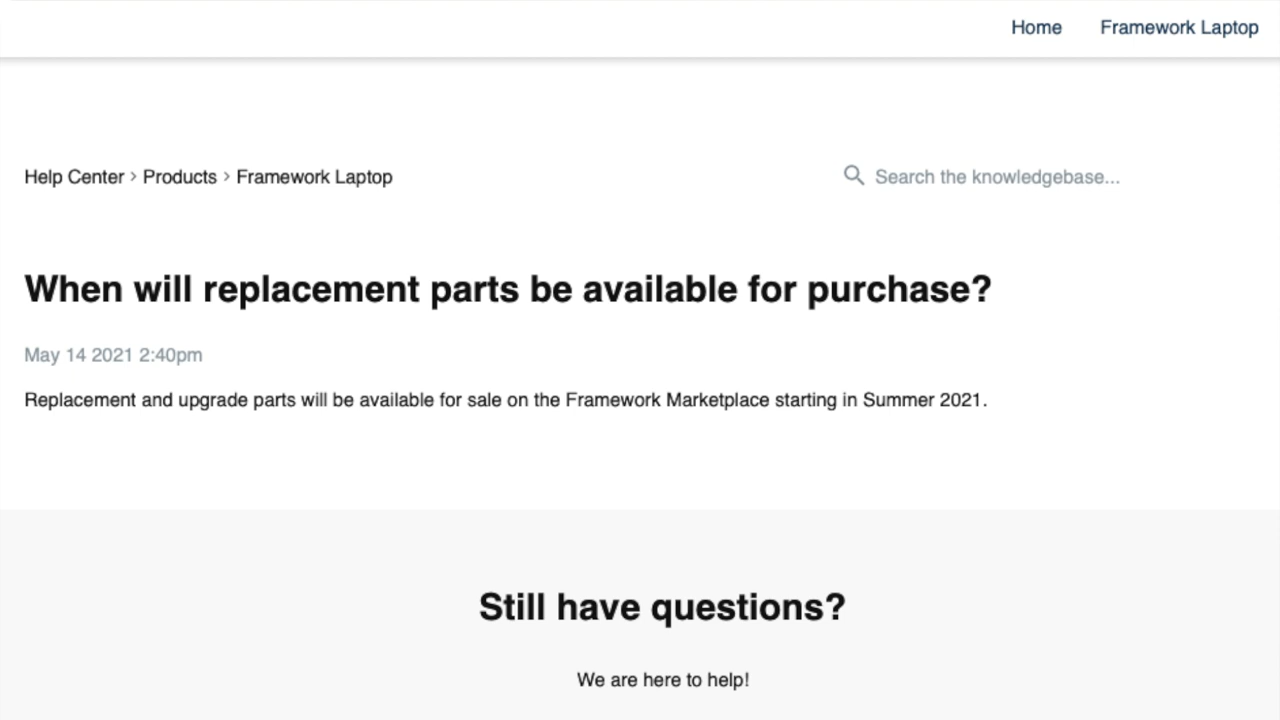 Home Framework Laptop
Help Center › Products › Framework Laptop
Search the knowledgebase...
When will replacement parts be available for purchase?
May 14 2021 2:40pm
Replacement and upgrade parts will be available for sale on the Framework Marketplace starting in Summer 2021.
Still have questions?
We are here to help!